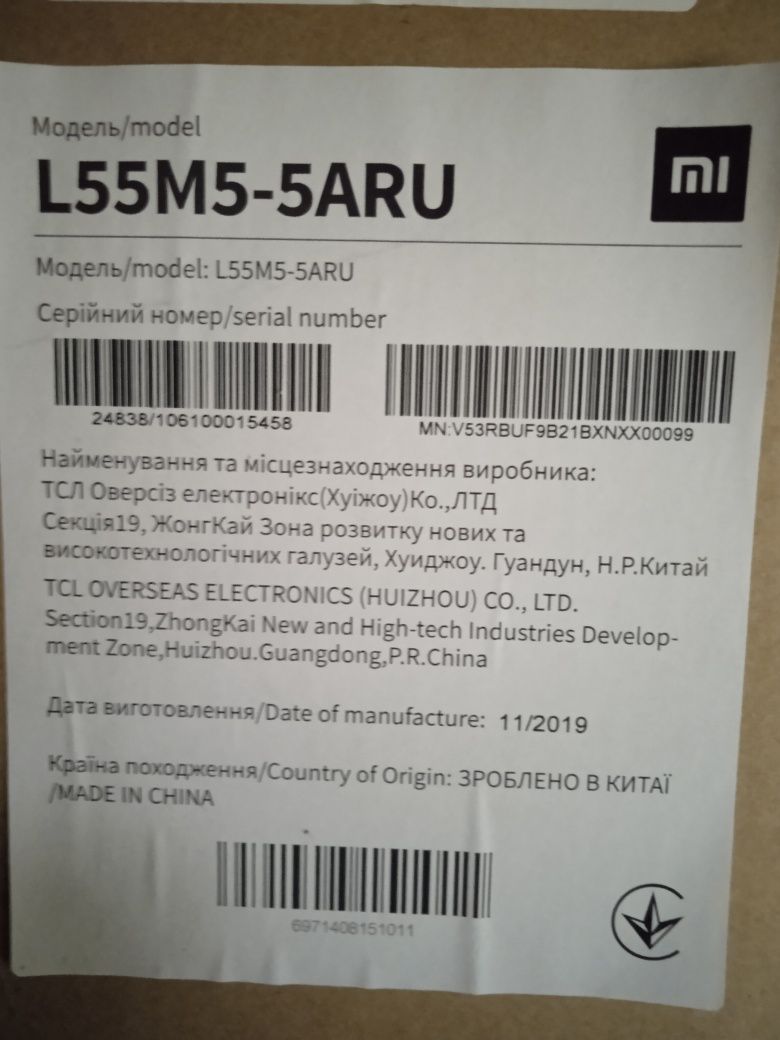 Модель/model
L55M5-5ARU
mi
Модель/model: L55M5-5ARU
Серійний номер/serial number
24838/106100015458
MN:V53RBUF9B21BXNXX00099
Найменування та місцезнаходження виробника:
ТСЛ Оверсіз електронікс(Хуіжоу)Ко.,ЛТД
Секція19, ЖонгКай Зона розвитку нових та
високотехнологічних галузей, Хуиджоу. Гуандун, Н.Р.Китай
TCL OVERSEAS ELECTRONICS (HUIZHOU) CO., LTD.
Section19,ZhongKai New and High-tech Industries Develop-
ment Zone,Huizhou.Guangdong,P.R.China
Дата виготовлення/Date of manufacture: 11/2019
Країна походження/Country of Origin: ЗРОБЛЕНО В КИТАЇ
/MADE IN CHINA
6971408151011